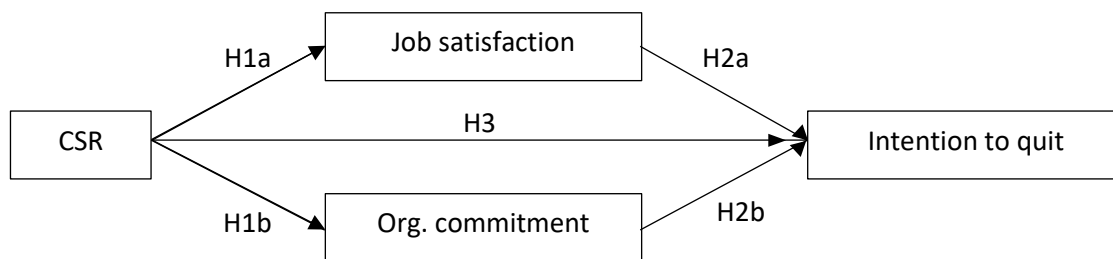 Job satisfaction
H1a
H2a
H3
CSR
Intention to quit
H1b
Org. commitment
H2b